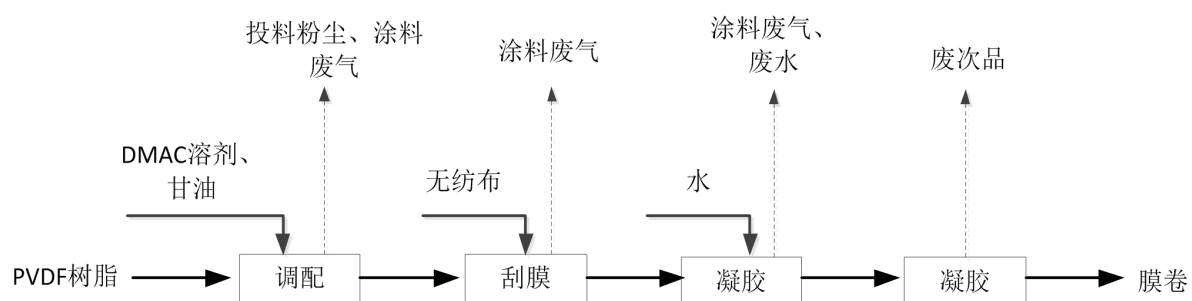 投料粉尘、涂料
废气
涂料废气
涂料废气、
废水
废次品
DMAC溶剂、
甘油
无纺布
水
PVDF树脂
调配
刮膜
凝胶
凝胶
膜卷